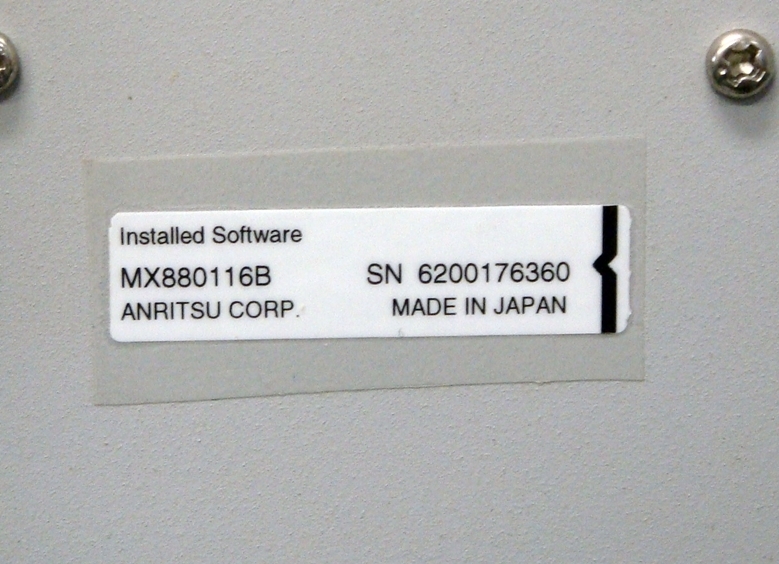 Installed Software
MX880116B SN 6200176360
ANRITSU CORP. MADE IN JAPAN